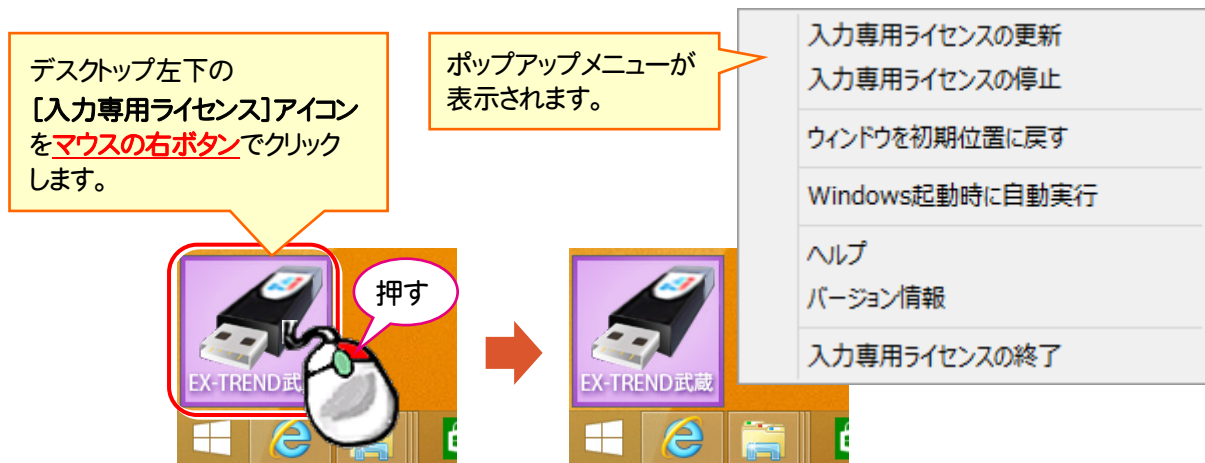 デスクトップ左下の
[入力専用ライセンス]アイコン
をマウスの右ボタンでクリック
します。
ポップアップメニューが
表示されます。
入力専用ライセンスの更新
入力専用ライセンスの停止
ウィンドウを初期位置に戻す
Windows起動時に自動実行
ヘルプ
バージョン情報
入力専用ライセンスの終了
押す
EX-TREND武
EX-TREND武蔵